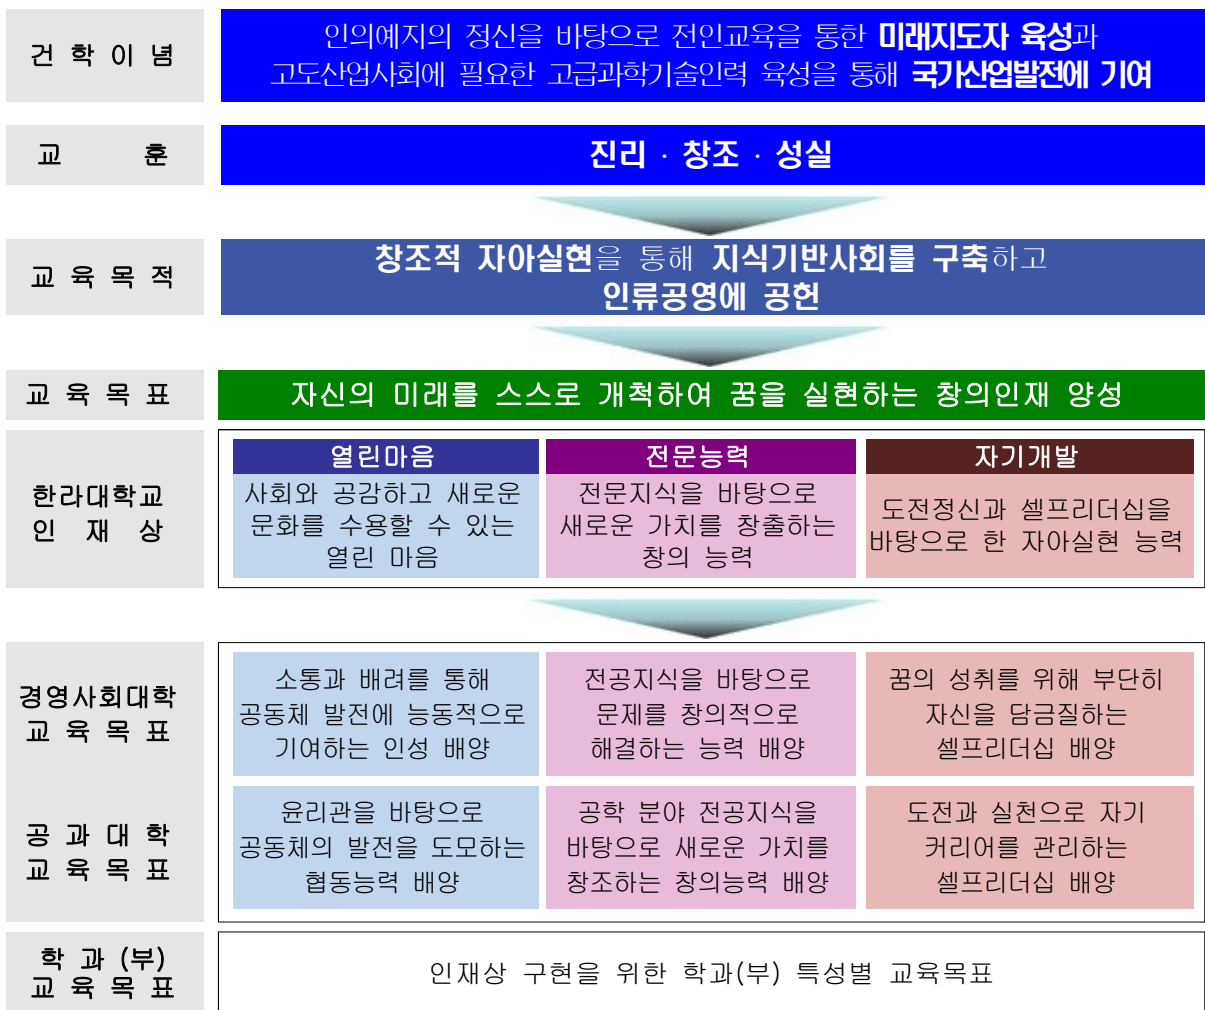 건 학 이 념
인의예지의 정신을 바탕으로 전인교육을 통한 미래지도자 육성과
고도산업사회에 필요한 고급과학기술인력 육성을 통해 국가산업발전에 기여
교 훈
진리 · 창조 · 성실
교 육 목 적
창조적 자아실현을 통해 지식기반사회를 구축하고
인류공영에 공헌
교 육 목 표
자신의 미래를 스스로 개척하여 꿈을 실현하는 창의인재 양성
한라대학교
인 재 상
열린마음
사회와 공감하고 새로운
문화를 수용할 수 있는
열린 마음
전문능력
전문지식을 바탕으로
새로운 가치를 창출하는
창의 능력
자기개발
도전정신과 셀프리더십을
바탕으로 한 자아실현 능력
경영사회대학
교 육 목 표
소통과 배려를 통해
공동체 발전에 능동적으로
기여하는 인성 배양
전공지식을 바탕으로
문제를 창의적으로
해결하는 능력 배양
꿈의 성취를 위해 부단히
자신을 담금질하는
셀프리더십 배양
공 과 대 학
교 육 목 표
윤리관을 바탕으로
공동체의 발전을 도모하는
협동능력 배양
공학 분야 전공지식을
바탕으로 새로운 가치를
창조하는 창의능력 배양
도전과 실천으로 자기
커리어를 관리하는
셀프리더십 배양
학 과 (부)
교 육 목 표
인재상 구현을 위한 학과(부) 특성별 교육목표